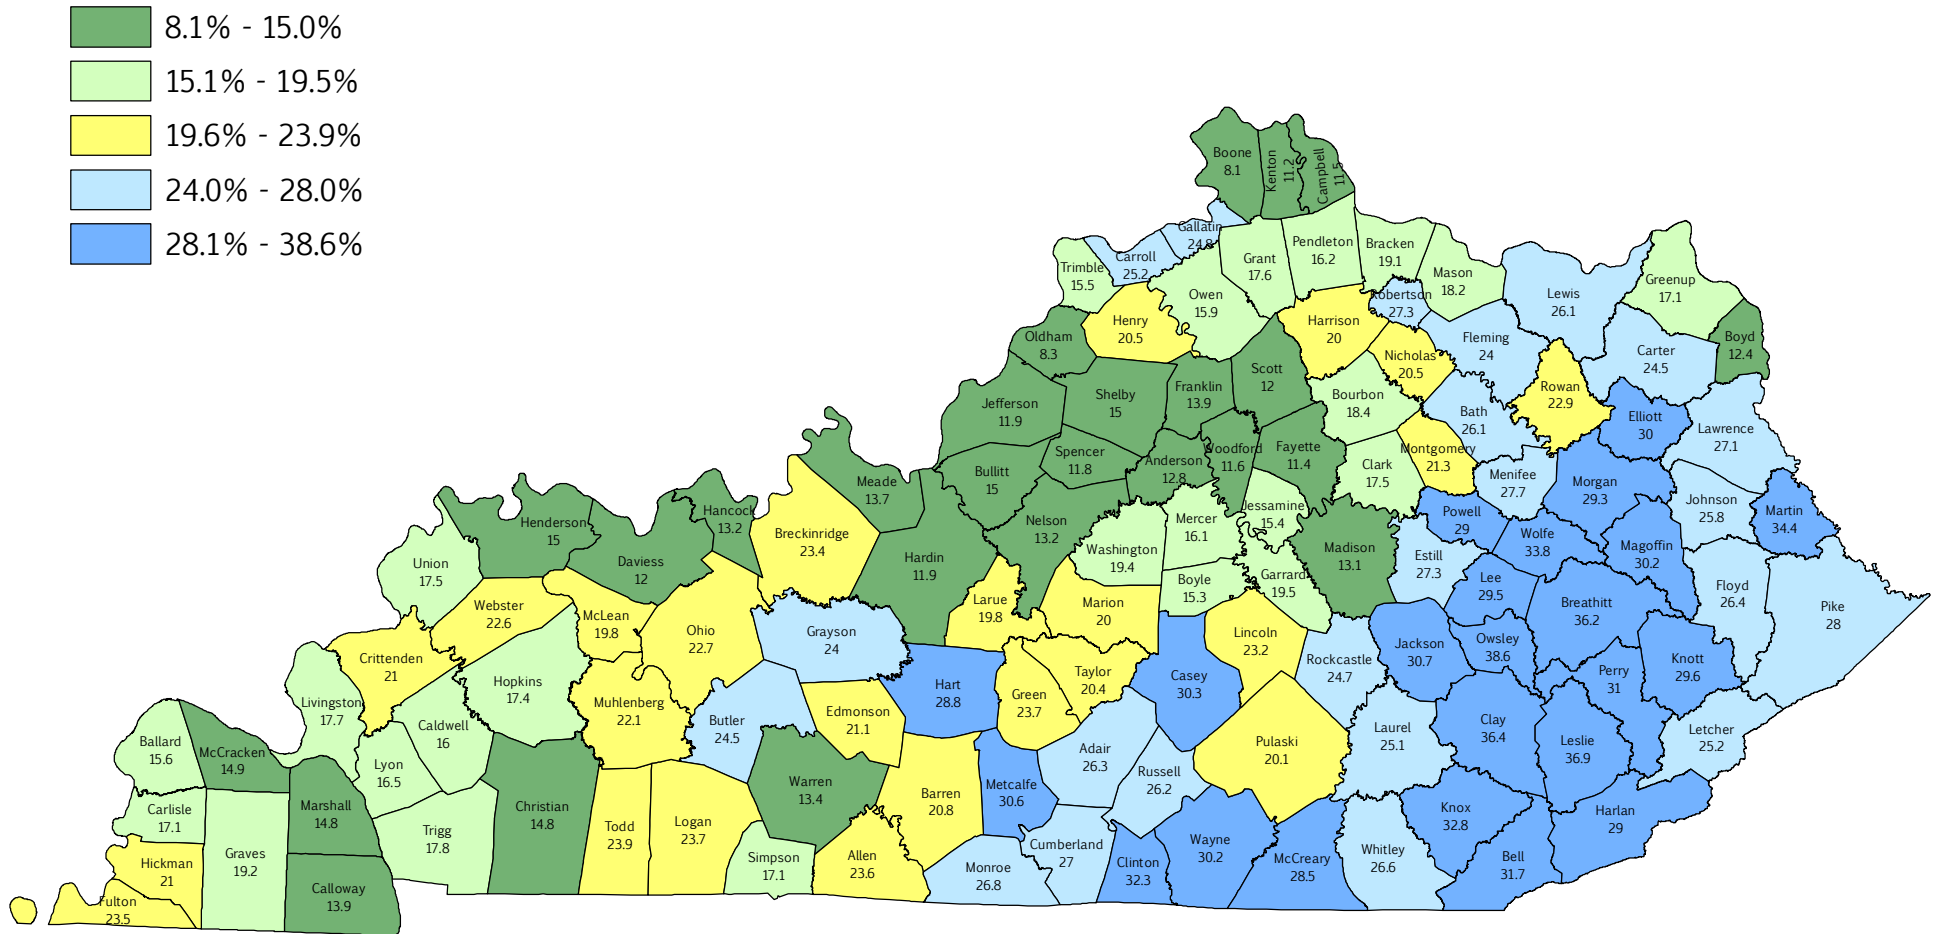 8.1% - 15.0%
15.1% - 19.5%
19.6% - 23.9%
24.0% - 28.0%
28.1% - 38.6%
Boone
8.1
Kenton
11.2
Campbell
11.5
Gallatin
24.8
Carroll
25.2
Trimble
15.5
Grant
17.6
Pendleton
16.2
Bracken
19.1
Mason
18.2
Robertson
27.3
Lewis
26.1
Greenup
17.1
Owen
15.9
Henry
20.5
Oldham
8.3
Harrison
20
Nicholas
20.5
Fleming
24
Carter
24.5
Boyd
12.4
Jefferson
11.9
Shelby
15
Franklin
13.9
Scott
12
Bourbon
18.4
Bath
26.1
Rowan
22.9
Elliott
30
Lawrence
27.1
Bullitt
15
Spencer
11.8
Anderson
12.8
Woodford
11.6
Fayette
11.4
Clark
17.5
Montgomery
21.3
Menifee
27.7
Morgan
29.3
Johnson
25.8
Martin
34.4
Meade
13.7
Hancock
13.2
Breckinridge
23.4
Hardin
11.9
Nelson
13.2
Washington
19.4
Mercer
16.1
Jessamine
15.4
Madison
13.1
Powell
29
Estill
27.3
Wolfe
33.8
Magoffin
30.2
Floyd
26.4
Pike
28
Henderson
15
Daviess
12
Union
17.5
Webster
22.6
McLean
19.8
Ohio
22.7
Grayson
24
Larue
19.8
Marion
20
Boyle
15.3
Garrard
19.5
Lee
29.5
Breathitt
36.2
Lincoln
23.2
Rockcastle
24.7
Jackson
30.7
Owsley
38.6
Perry
31
Knott
29.6
Crittenden
21
Livingston
17.7
Hopkins
17.4
Caldwell
16
Lyon
16.5
Muhlenberg
22.1
Butler
24.5
Edmonson
21.1
Hart
28.8
Green
23.7
Taylor
20.4
Casey
30.3
Adair
26.3
Russell
26.2
Pulaski
20.1
Laurel
25.1
Clay
36.4
Leslie
36.9
Letcher
25.2
Ballard
15.6
McCracken
14.9
Carlisle
17.1
Marshall
14.8
Graves
19.2
Hickman
21
Fulton
23.5
Calloway
13.9
Trigg
17.8
Christian
14.8
Todd
23.9
Logan
23.7
Warren
13.4
Simpson
17.1
Barren
20.8
Allen
23.6
Metcalfe
30.6
Monroe
26.8
Cumberland
27
Clinton
32.3
Wayne
30.2
McCreary
28.5
Whitley
26.6
Knox
32.8
Bell
31.7
Harlan
29